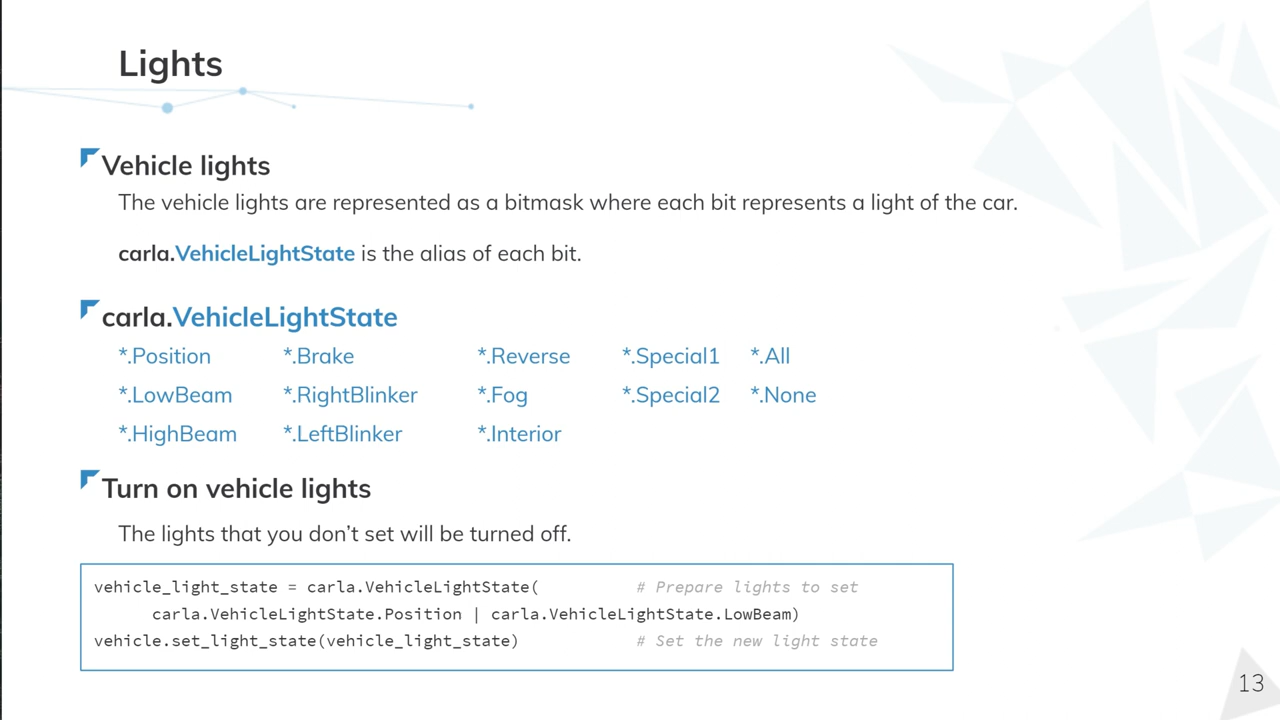 Lights
Vehicle lights
The vehicle lights are represented as a bitmask where each bit represents a light of the car.
carla.VehicleLightState is the alias of each bit.
carla.VehicleLightState
*.Position *.Brake *.Reverse *.Special1 *.All
*.LowBeam *.RightBlinker *.Fog *.Special2 *.None
*.HighBeam *.LeftBlinker *.Interior
Turn on vehicle lights
The lights that you don't set will be turned off.
vehicle_light_state = carla.VehicleLightState( # Prepare lights to set
carla.VehicleLightState.Position | carla.VehicleLightState.LowBeam)
vehicle.set_light_state(vehicle_light_state) # Set the new light state
13